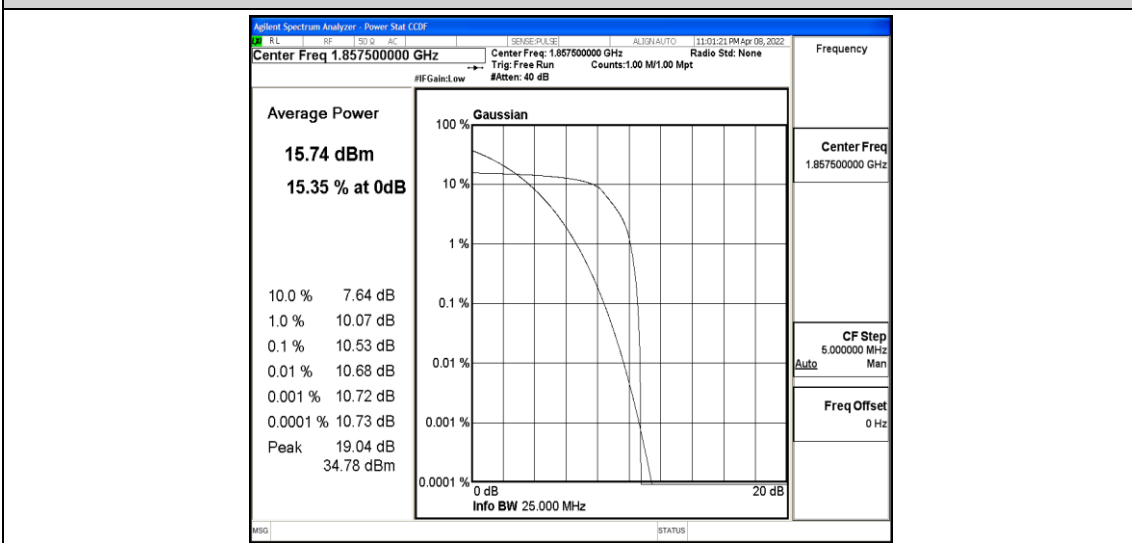 Agilent Spectrum Analyzer - Power Stat CCDF
RL RF 50 Ω AC SENSE:PULSE ALIGN AUTO 11:01:21 PM Apr 08, 2022
Center Freq 1.857500000 GHz
Center Freq: 1.857500000 GHz Radio Std: None
Trig: Free Run Counts:1.00 M/1.00 Mpt
#IFGain:Low #Atten: 40 dB
Frequency
Average Power
15.74 dBm
15.35 % at 0dB
10.0 % 7.64 dB
1.0 % 10.07 dB
0.1 % 10.53 dB
0.01 % 10.68 dB
0.001 % 10.72 dB
0.0001 % 10.73 dB
Peak 19.04 dB
34.78 dBm
Gaussian
100 %
10 %
1 %
0.1 %
0.01 %
0.001 %
0.0001 %
0 dB 20 dB
Info BW 25.000 MHz
Center Freq
1.857500000 GHz
CF Step
5.000000 MHz
Auto Man
Freq Offset
0 Hz
MSG STATUS